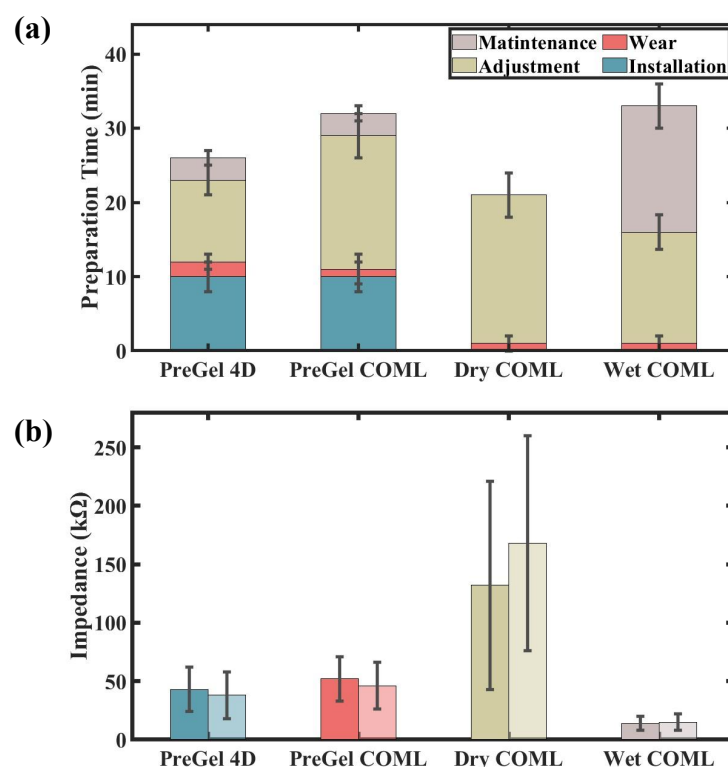 (a)
Preparation Time (min)
40
30
20
10
0
Matintenance
Wear
Adjustment
Installation
PreGel 4D
PreGel COML
Dry COML
Wet COML
(b)
Impedance (kΩ)
250
200
150
100
50
0
PreGel 4D
PreGel COML
Dry COML
Wet COML